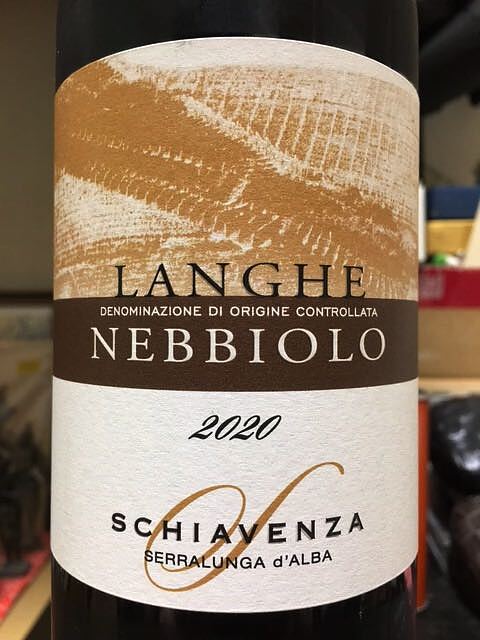 LANGHE
DENOMINAZIONE DI ORIGINE CONTROLLATA
NEBBIOLO
2020
S
SCHIAVENZA
SERRALUNGA d'ALBA